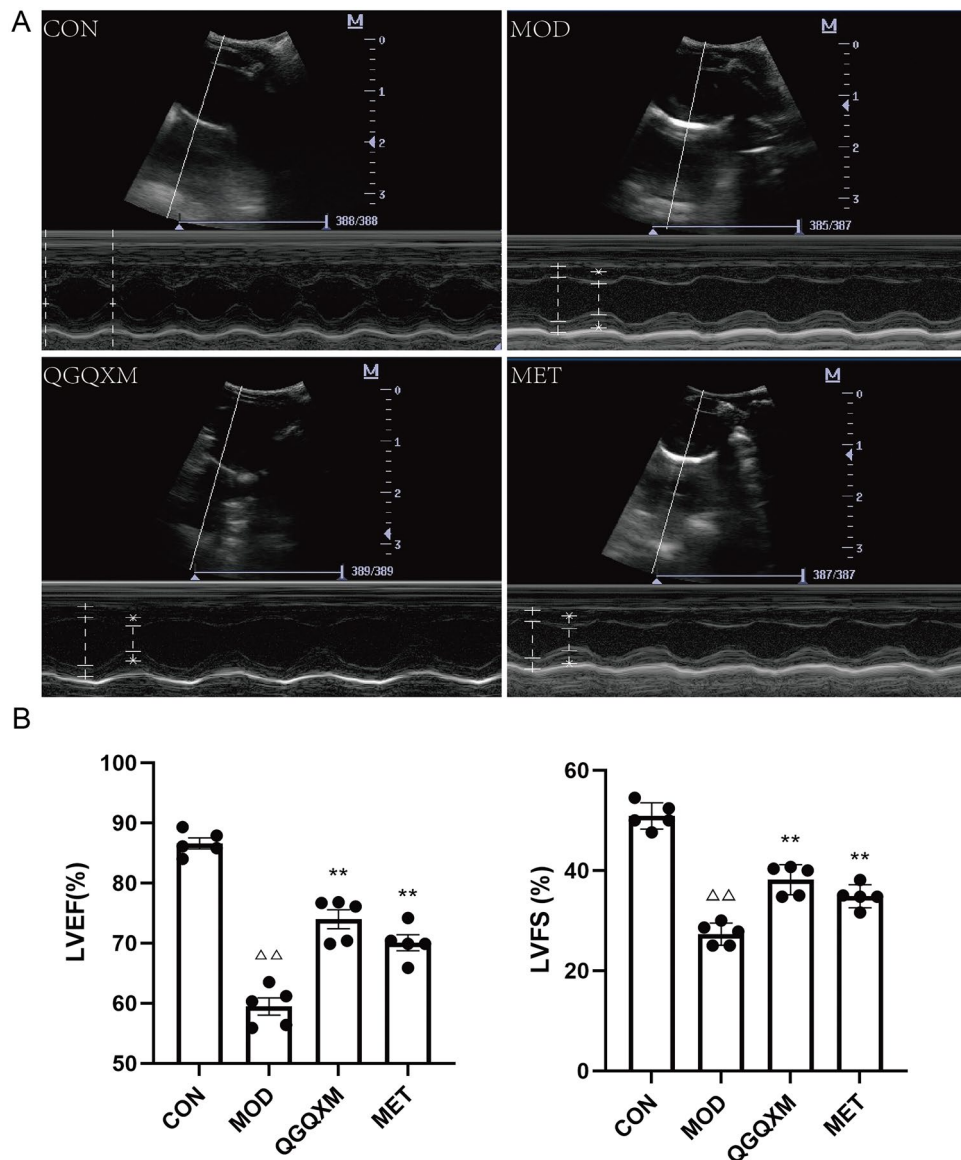 A
CON
M
0
1
2
3
388/388
MOD
M
0
1
2
3
385/387
QGQXM
M
0
1
2
3
389/389
MET
M
0
1
2
3
387/387
B
LVEF(%)
100
90
80
70
60
50
△△
**
**
CON
MOD
QGQXM
MET
LVFS (%)
60
40
20
0
△△
**
**
CON
MOD
QGQXM
MET